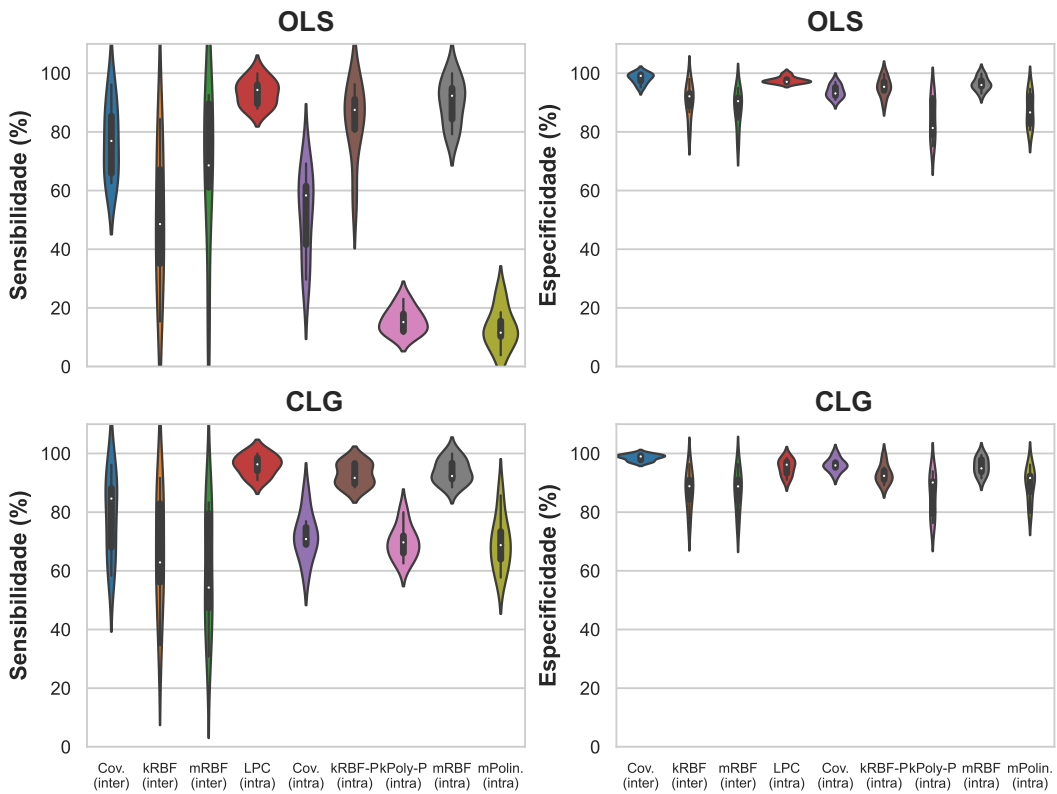 OLS
OLS
Sensibilidade (%)
100
80
60
40
20
0
Especificidade (%)
100
80
60
40
20
0
CLG
CLG
Sensibilidade (%)
100
80
60
40
20
0
Especificidade (%)
100
80
60
40
20
0
Cov. kRBF mRBF LPC Cov. kRBF-P kPoly-P mRBF mPolin.
(inter) (inter) (inter) (intra) (intra) (intra) (intra) (intra) (intra)
Cov. kRBF mRBF LPC Cov. kRBF-P kPoly-P mRBF mPolin.
(inter) (inter) (inter) (intra) (intra) (intra) (intra) (intra) (intra)